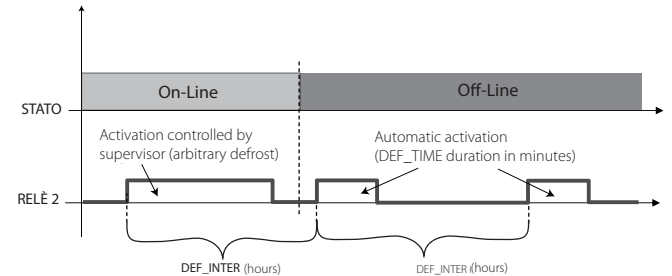 On-Line
Off-Line
STATO
Activation controlled by
supervisor (arbitrary defrost)
Automatic activation
(DEF_TIME duration in minutes)
RELÈ 2
DEF_INTER (hours)
DEF_INTER (hours)